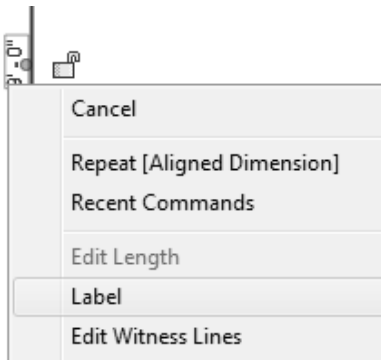 Cancel
Repeat [Aligned Dimension]
Recent Commands
Edit Length
Label
Edit Witness Lines